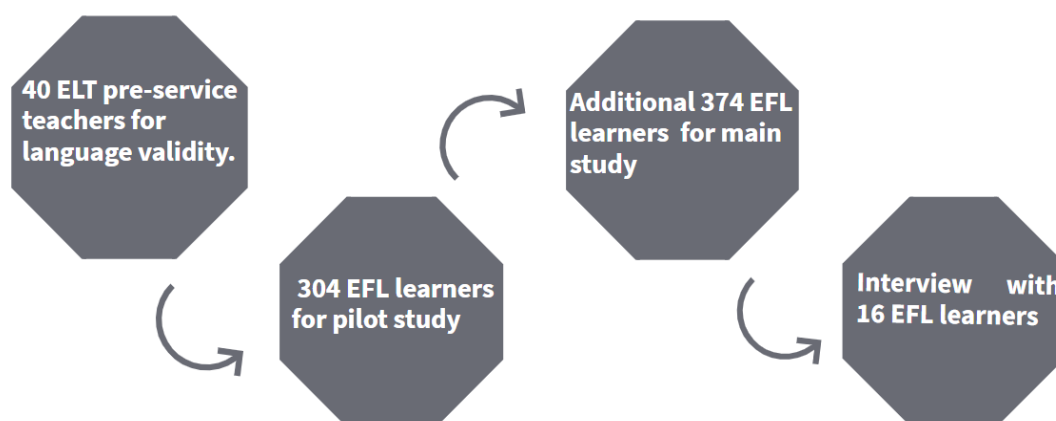 40 ELT pre-service
teachers for
language validity.
304 EFL learners
for pilot study
Additional 374 EFL
learners for main
study
Interview with
16 EFL learners